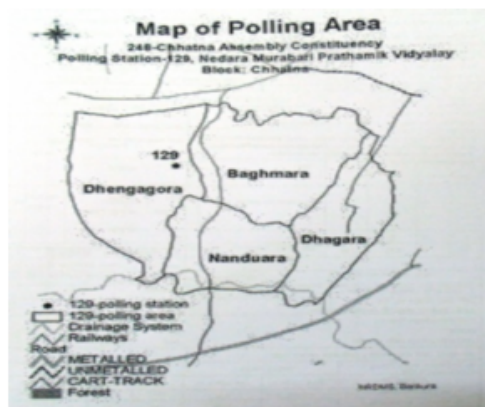 Map of Polling Area
248-Chhatna Assembly Constituency
Polling Station-129, Nedara Murabari Prathamik Vidyalay
Block: Chhatna
129
Baghmara
Dhengagora
Dhagara
Nanduara
129-polling station
129-polling area
Drainage System
Railways
Road
METALLED
UNMETALLED
CART-TRACK
Forest
Bankura